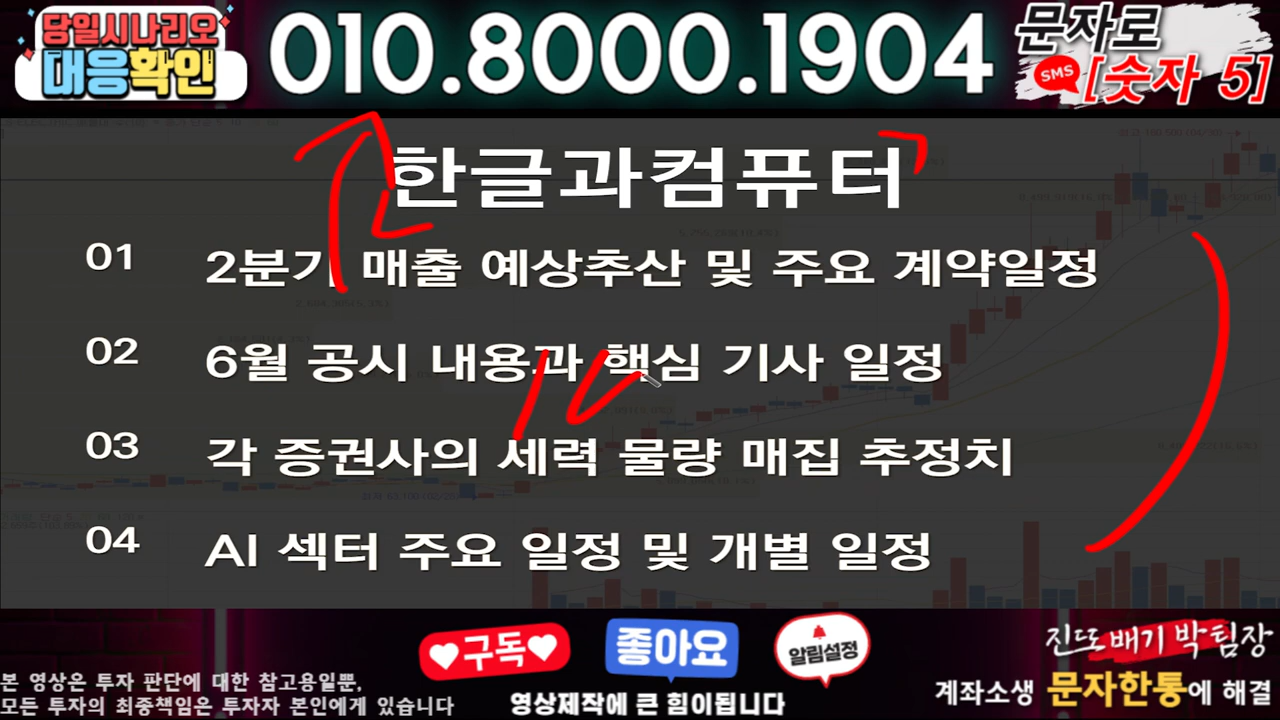 당일시나리오
대응확인
010.8000.1904
문자로
SMS [숫자 5]
한글과컴퓨터
01 2분기 매출 예상추산 및 주요 계약일정
02 6월 공시 내용과 핵심 기사 일정
03 각 증권사의 세력 물량 매집 추정치
04 AI 섹터 주요 일정 및 개별 일정
구독
좋아요
알림설정
영상제작에 큰 힘이됩니다
본 영상은 투자 판단에 대한 참고용일뿐,
모든 투자의 최종책임은 투자자 본인에게 있습니다
진또배기 박팀장
계좌소생 문자한통에 해결